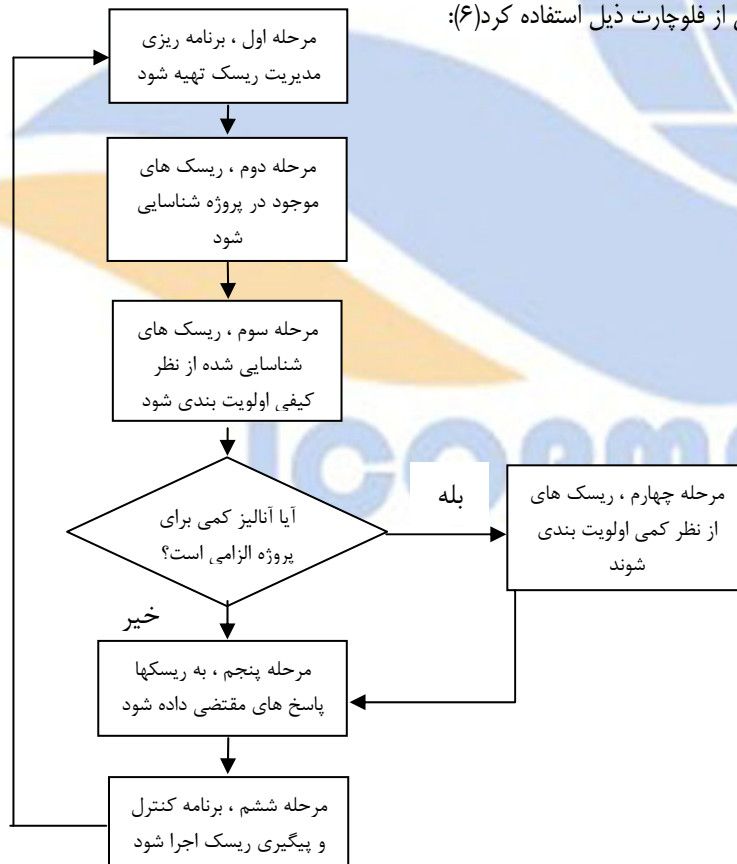 از فلوچارت ذیل استفاده کرد(۶):
مرحله اول ، برنامه ریزی
مدیریت ریسک تهیه شود
مرحله دوم ، ریسک های
موجود در پروژه شناسایی
شود
مرحله سوم ، ریسک های
شناسایی شده از نظر
کیفی اولویت بندی شود
آیا آنالیز کمی برای
پروژه الزامی است؟
بله
مرحله چهارم ، ریسک های
از نظر کمی اولویت بندی
شوند
خیر
مرحله پنجم ، به ریسکها
پاسخ های مقتضی داده شود
مرحله ششم ، برنامه کنترل
و پیگیری ریسک اجرا شود